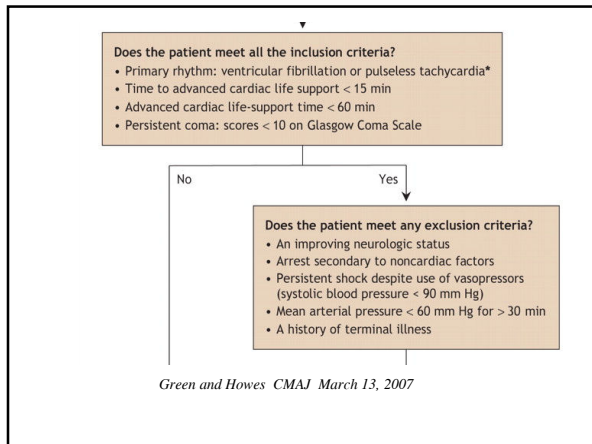 Does the patient meet all the inclusion criteria?
• Primary rhythm: ventricular fibrillation or pulseless tachycardia*
• Time to advanced cardiac life support < 15 min
• Advanced cardiac life-support time < 60 min
• Persistent coma: scores < 10 on Glasgow Coma Scale
No
Yes
Does the patient meet any exclusion criteria?
• An improving neurologic status
• Arrest secondary to noncardiac factors
• Persistent shock despite use of vasopressors
(systolic blood pressure < 90 mm Hg)
• Mean arterial pressure < 60 mm Hg for > 30 min
• A history of terminal illness
Green and Howes CMAJ March 13, 2007